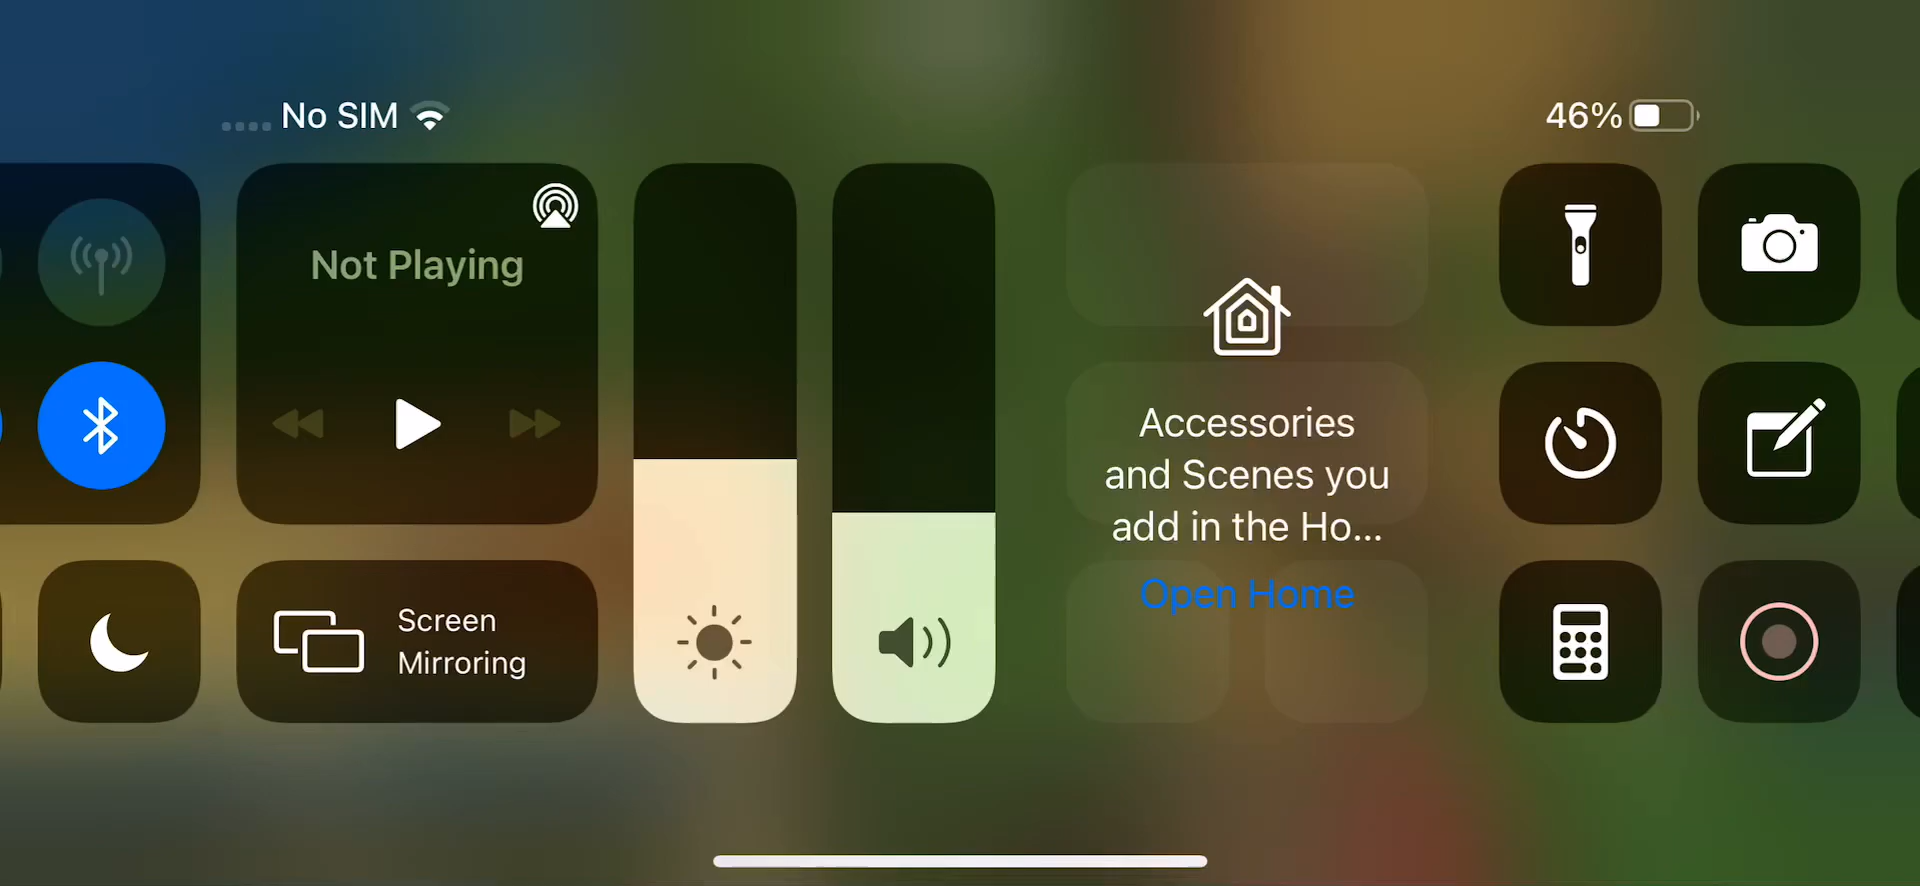 No SIM
46%
Not Playing
Screen
Mirroring
Accessories
and Scenes you
add in the Ho...
Open Home